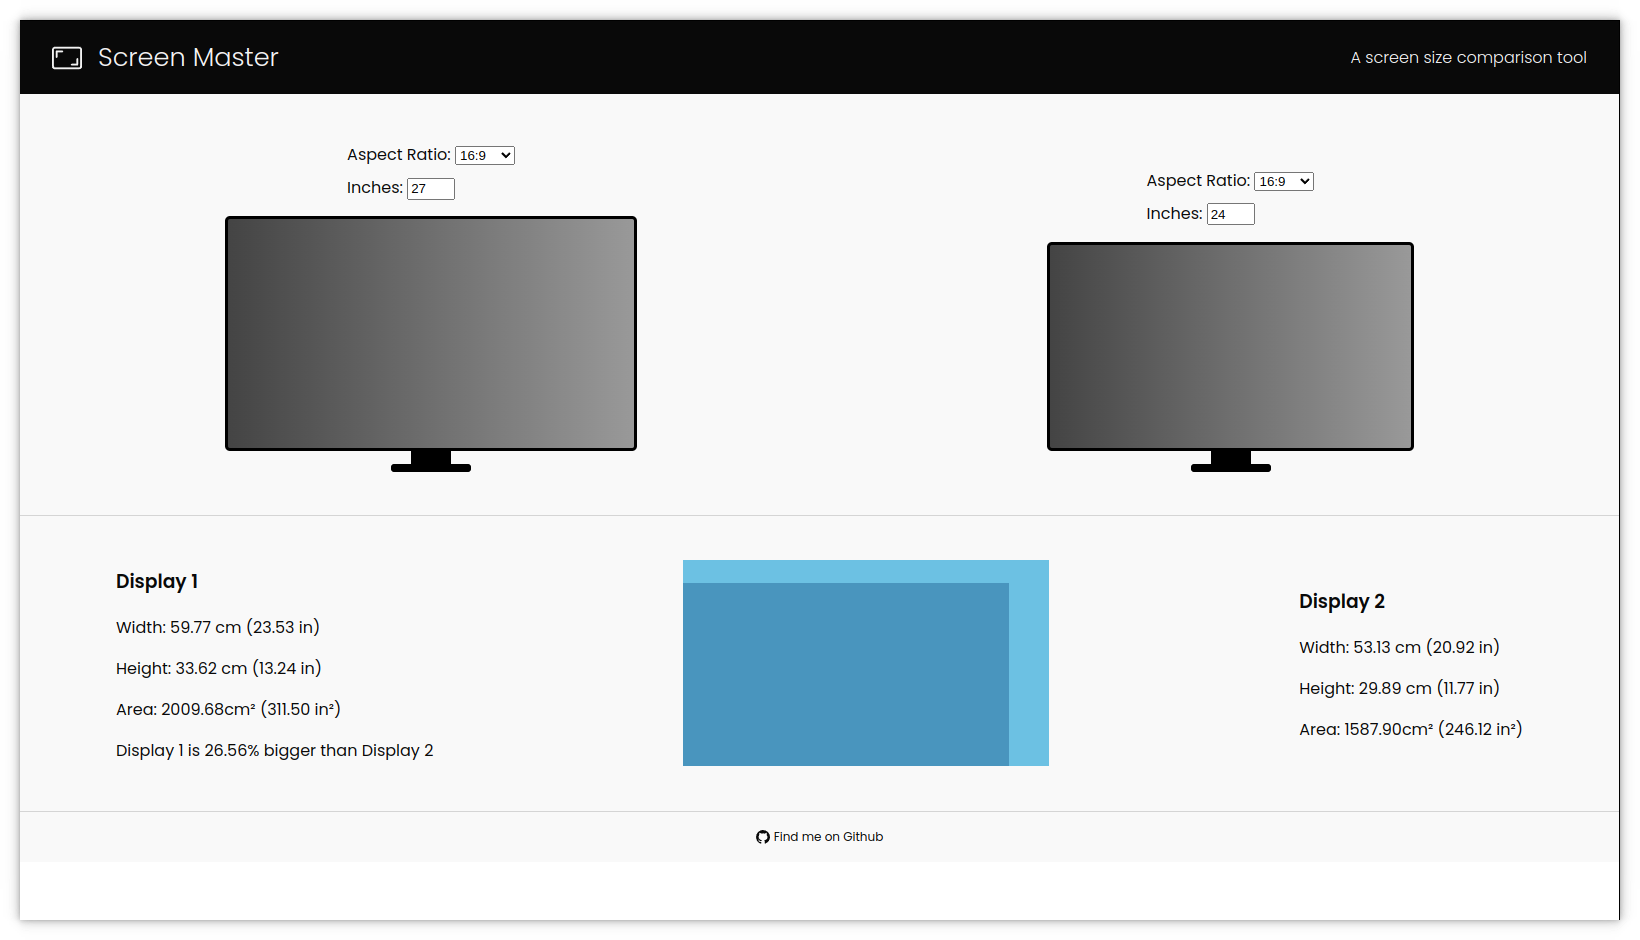 Screen Master
A screen size comparison tool
Aspect Ratio: 16:9
Inches: 27
Aspect Ratio: 16:9
Inches: 24
Display 1
Width: 59.77 cm (23.53 in)
Height: 33.62 cm (13.24 in)
Area: 2009.68cm² (311.50 in²)
Display 1 is 26.56% bigger than Display 2
Display 2
Width: 53.13 cm (20.92 in)
Height: 29.89 cm (11.77 in)
Area: 1587.90cm² (246.12 in²)
Find me on Github